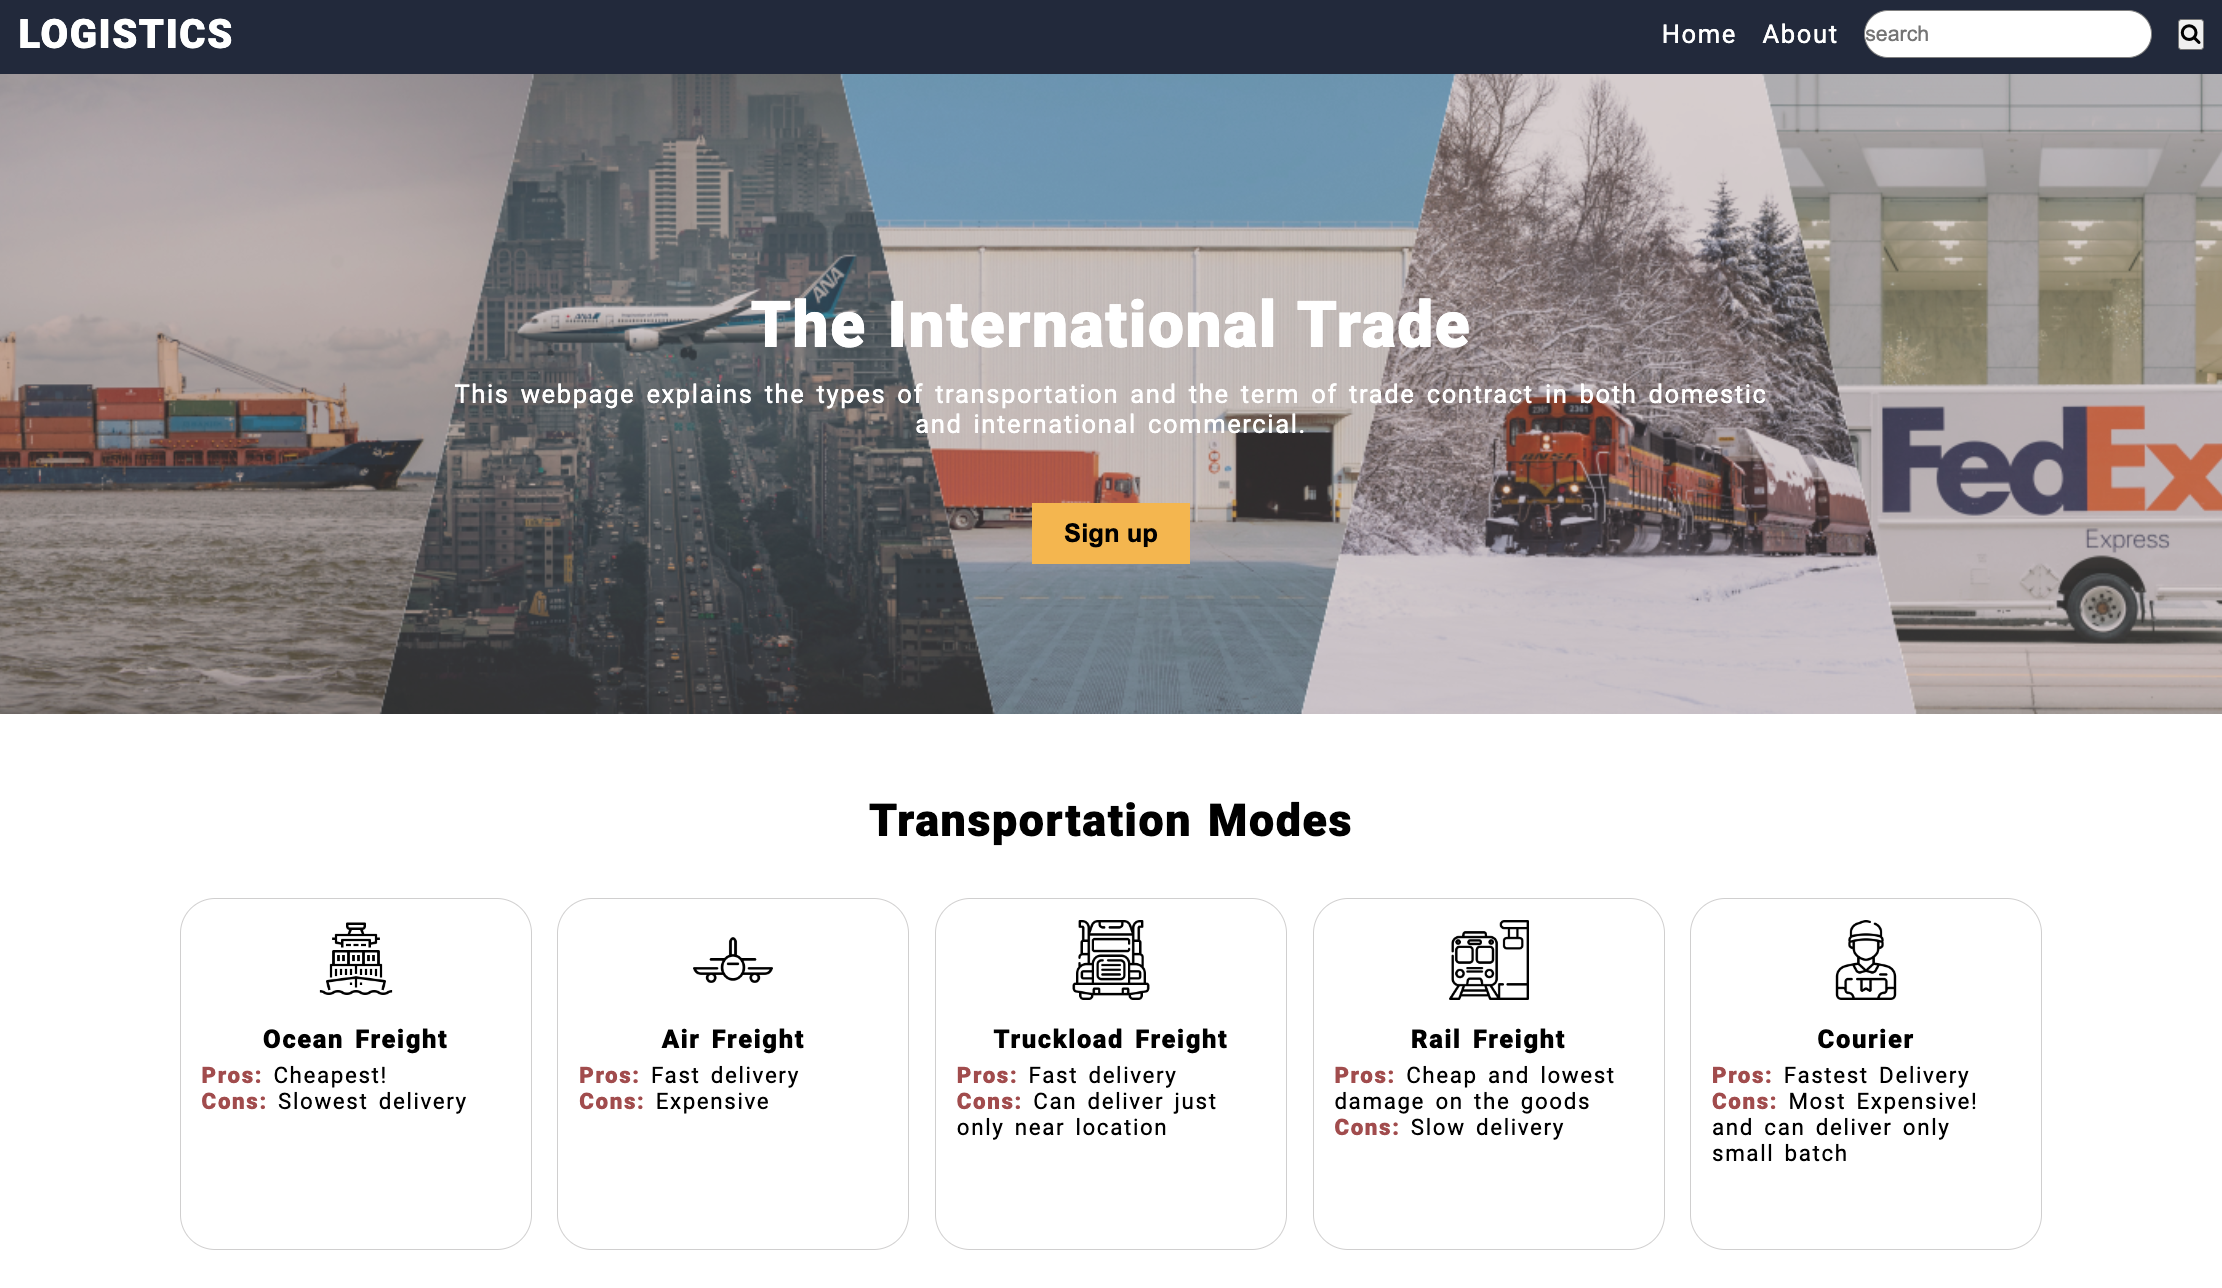 LOGISTICS
Home About search
ANA
ANA
The International Trade
This webpage explains the types of transportation and the term of trade contract in both domestic
and international commercial.
2361 2361
BNSF
FedEx
Express
Sign up
Transportation Modes
Ocean Freight
Pros: Cheapest!
Cons: Slowest delivery
Air Freight
Pros: Fast delivery
Cons: Expensive
Truckload Freight
Pros: Fast delivery
Cons: Can deliver just
only near location
Rail Freight
Pros: Cheap and lowest
damage on the goods
Cons: Slow delivery
Courier
Pros: Fastest Delivery
Cons: Most Expensive!
and can deliver only
small batch